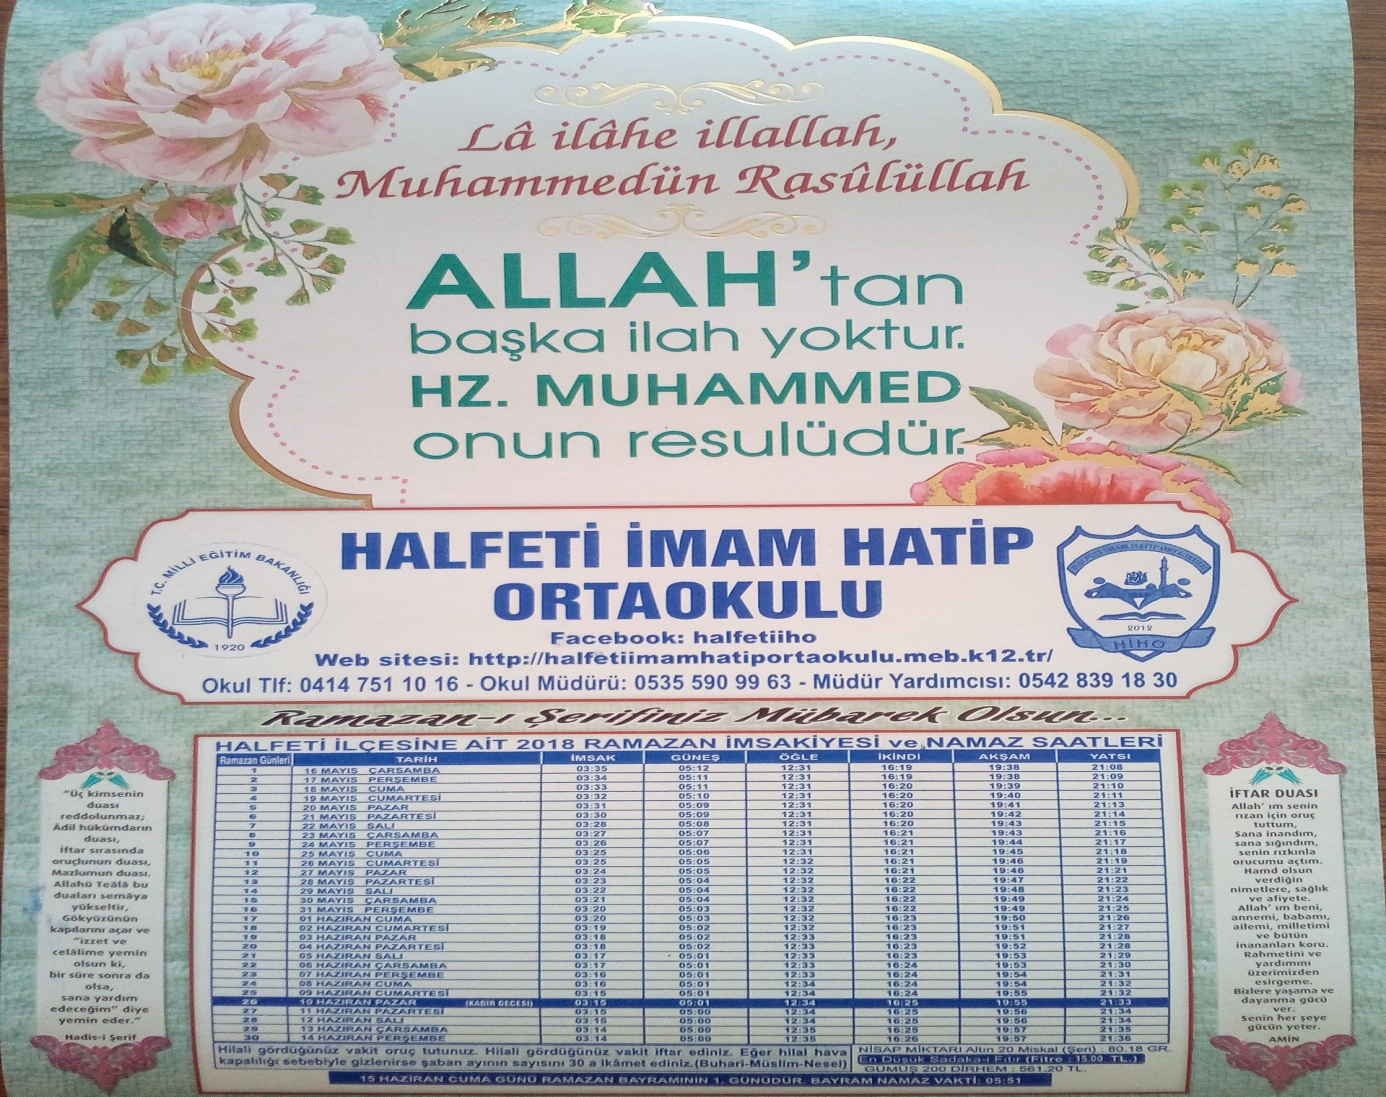 Lâ ilâhe illallah,
Muhammedün Rasûlüllah
ALLAH'tan
başka ilah yoktur.
HZ. MUHAMMED
onun resulüdür.
T.C. MİLLİ EĞİTİM BAKANLIĞI
1920
HALFETİ İMAM HATİP
ORTAOKULU
Facebook: halfetiiho
Web sitesi: http://halfetiimamhatiportaokulu.meb.k12.tr/
Okul Tlf: 0414 751 10 16 - Okul Müdürü: 0535 590 99 63 - Müdür Yardımcısı: 0542 839 18 30
HALFETİ İMAM HATİP ORTAOKULU
2012
HİHO
Ramazan-ı Şerifiniz Mübarek Olsun...
"Üç kimsenin
duası
reddolunmaz;
Âdil hükümdarın
duası,
İftar sırasında
oruçlunun duası,
Mazlumun duası.
Allahü Teâlâ bu
duaları semâya
yükseltir,
Gökyüzünün
kapılarını açar ve
"izzet ve
celâlime yemin
olsun ki,
bir süre sonra da
olsa,
sana yardım
edeceğim" diye
yemin eder."
Hadis-i Şerif
HALFETİ İLÇESİNE AİT 2018 RAMAZAN İMSAKİYESİ ve NAMAZ SAATLERİ
Ramazan Günleri TARİH İMSAK GÜNEŞ ÖĞLE İKİNDİ AKŞAM YATSI
1 16 MAYIS ÇARŞAMBA 03:35 05:12 12:31 16:19 19:38 21:08
2 17 MAYIS PERŞEMBE 03:34 05:11 12:31 16:19 19:38 21:09
3 18 MAYIS CUMA 03:33 05:11 12:31 16:20 19:39 21:10
4 19 MAYIS CUMARTESİ 03:32 05:10 12:31 16:20 19:40 21:11
5 20 MAYIS PAZAR 03:31 05:09 12:31 16:20 19:41 21:13
6 21 MAYIS PAZARTESİ 03:30 05:09 12:31 16:20 19:42 21:14
7 22 MAYIS SALI 03:28 05:08 12:31 16:20 19:43 21:15
8 23 MAYIS ÇARŞAMBA 03:27 05:07 12:31 16:21 19:43 21:16
9 24 MAYIS PERŞEMBE 03:26 05:07 12:31 16:21 19:44 21:17
10 25 MAYIS CUMA 03:25 05:06 12:31 16:21 19:45 21:18
11 26 MAYIS CUMARTESİ 03:25 05:05 12:32 16:21 19:46 21:19
12 27 MAYIS PAZAR 03:24 05:05 12:32 16:21 19:46 21:21
13 28 MAYIS PAZARTESİ 03:23 05:04 12:32 16:22 19:47 21:22
14 29 MAYIS SALI 03:22 05:04 12:32 16:22 19:48 21:23
15 30 MAYIS ÇARŞAMBA 03:21 05:04 12:32 16:22 19:49 21:24
16 31 MAYIS PERŞEMBE 03:20 05:03 12:32 16:22 19:49 21:25
17 01 HAZİRAN CUMA 03:20 05:03 12:32 16:23 19:50 21:26
18 02 HAZİRAN CUMARTESİ 03:19 05:02 12:32 16:23 19:51 21:27
19 03 HAZİRAN PAZAR 03:18 05:02 12:33 16:23 19:51 21:28
20 04 HAZİRAN PAZARTESİ 03:18 05:02 12:33 16:23 19:52 21:28
21 05 HAZİRAN SALI 03:17 05:01 12:33 16:23 19:53 21:29
22 06 HAZİRAN ÇARŞAMBA 03:17 05:01 12:33 16:24 19:53 21:30
23 07 HAZİRAN PERŞEMBE 03:16 05:01 12:33 16:24 19:54 21:31
24 08 HAZİRAN CUMA 03:16 05:01 12:34 16:24 19:54 21:32
25 09 HAZİRAN CUMARTESİ 03:15 05:01 12:34 16:24 19:55 21:32
26 10 HAZİRAN PAZAR (KADİR GECESİ) 03:15 05:01 12:34 16:25 19:55 21:33
27 11 HAZİRAN PAZARTESİ 03:15 05:00 12:34 16:25 19:56 21:34
28 12 HAZİRAN SALI 03:15 05:00 12:34 16:25 19:56 21:34
29 13 HAZİRAN ÇARŞAMBA 03:14 05:00 12:35 16:25 19:57 21:35
30 14 HAZİRAN PERŞEMBE 03:14 05:00 12:35 16:26 19:57 21:36
Hilali gördüğünüz vakit oruç tutunuz. Hilali gördüğünüz vakit iftar ediniz. Eğer hilal hava
kapalılığı sebebiyle gizlenirse şaban ayının sayısını 30 a ikâmet ediniz.(Buhari-Müslim-Nesei)
NİSAP MİKTARI Altın 20 Miskal (Şeri) : 80.18 GR.
En Düşük Sadaka-i Fıtır (Fitre : 15.00 TL.)
GÜMÜŞ 200 DİRHEM : 561.20 TL.
15 HAZİRAN CUMA GÜNÜ RAMAZAN BAYRAMININ 1. GÜNÜDÜR. BAYRAM NAMAZ VAKTİ: 05:51
İFTAR DUASI
Allah' ım senin
rızan için oruç
tuttum,
Sana inandım,
sana sığındım,
senin rızkınla
orucumu açtım.
Hamd olsun
verdiğin
nimetlere, sağlık
ve afiyete.
Allah' ım beni,
annemi, babamı,
ailemi, milletimi
ve bütün
inananları koru.
Rahmetini ve
yardımını
üzerimizden
esirgeme.
Bizlere yaşama ve
dayanma gücü
ver.
Senin her şeye
gücün yeter.
AMİN